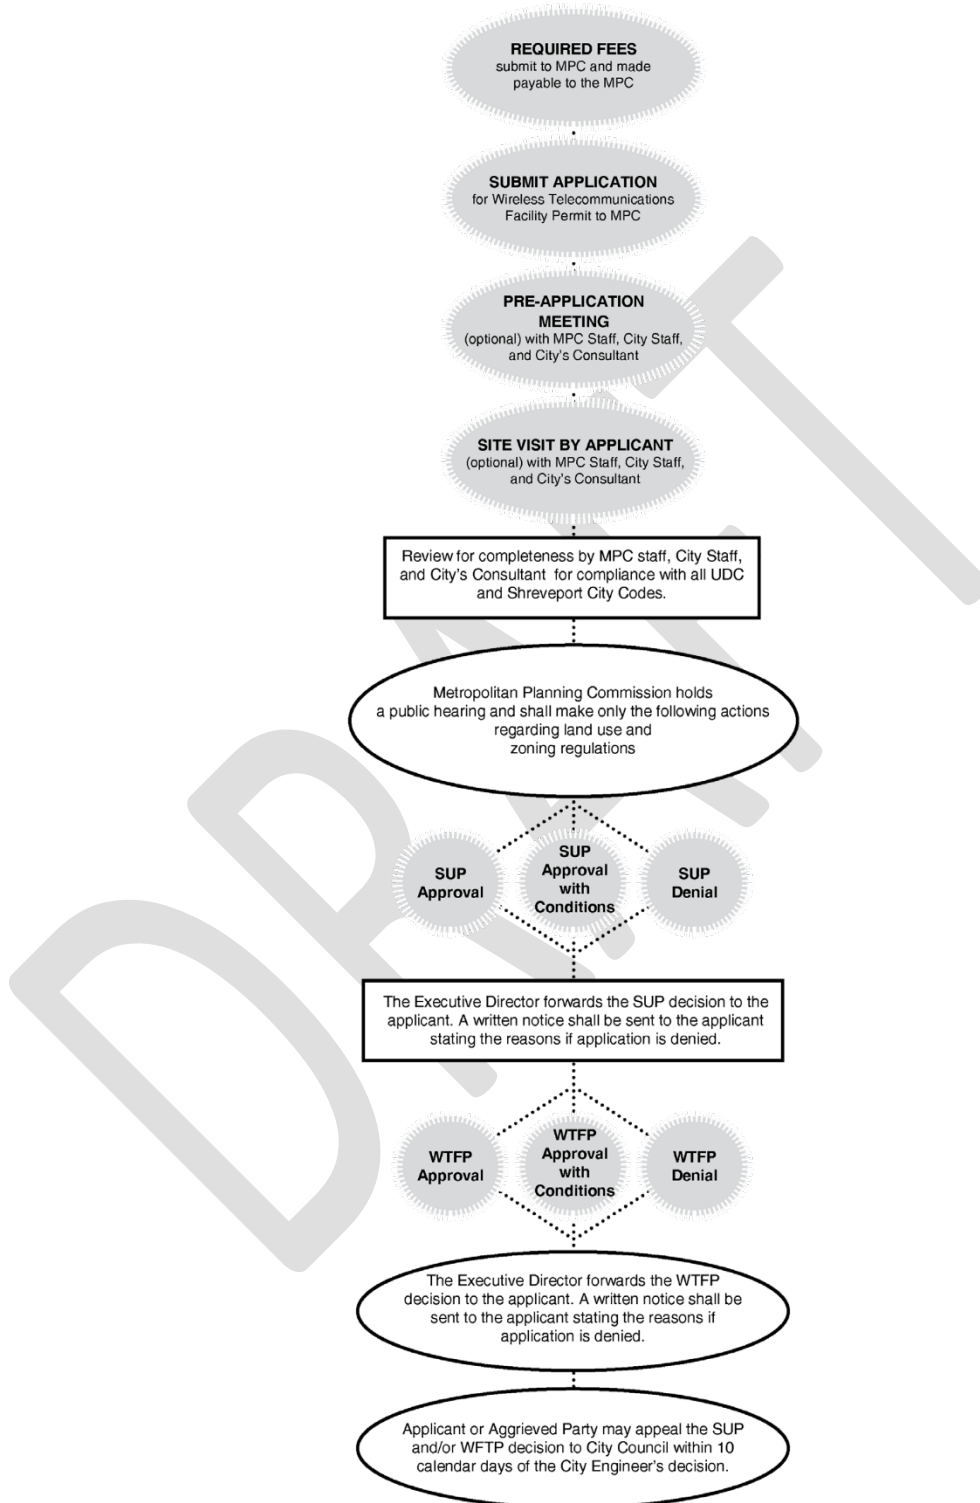 REQUIRED FEES
submit to MPC and made
payable to the MPC
SUBMIT APPLICATION
for Wireless Telecommunications
Facility Permit to MPC
PRE-APPLICATION
MEETING
(optional) with MPC Staff, City Staff,
and City's Consultant
SITE VISIT BY APPLICANT
(optional) with MPC Staff, City Staff,
and City's Consultant
Review for completeness by MPC staff, City Staff,
and City's Consultant for compliance with all UDC
and Shreveport City Codes.
Metropolitan Planning Commission holds
a public hearing and shall make only the following actions
regarding land use and
zoning regulations
SUP
Approval
SUP
Approval
with
Conditions
SUP
Denial
The Executive Director forwards the SUP decision to the
applicant. A written notice shall be sent to the applicant
stating the reasons if application is denied.
WTFP
Approval
WTFP
Approval
with
Conditions
WTFP
Denial
The Executive Director forwards the WTFP
decision to the applicant. A written notice shall be
sent to the applicant stating the reasons if
application is denied.
Applicant or Aggrieved Party may appeal the SUP
and/or WFTP decision to City Council within 10
calendar days of the City Engineer's decision.
DRAFT